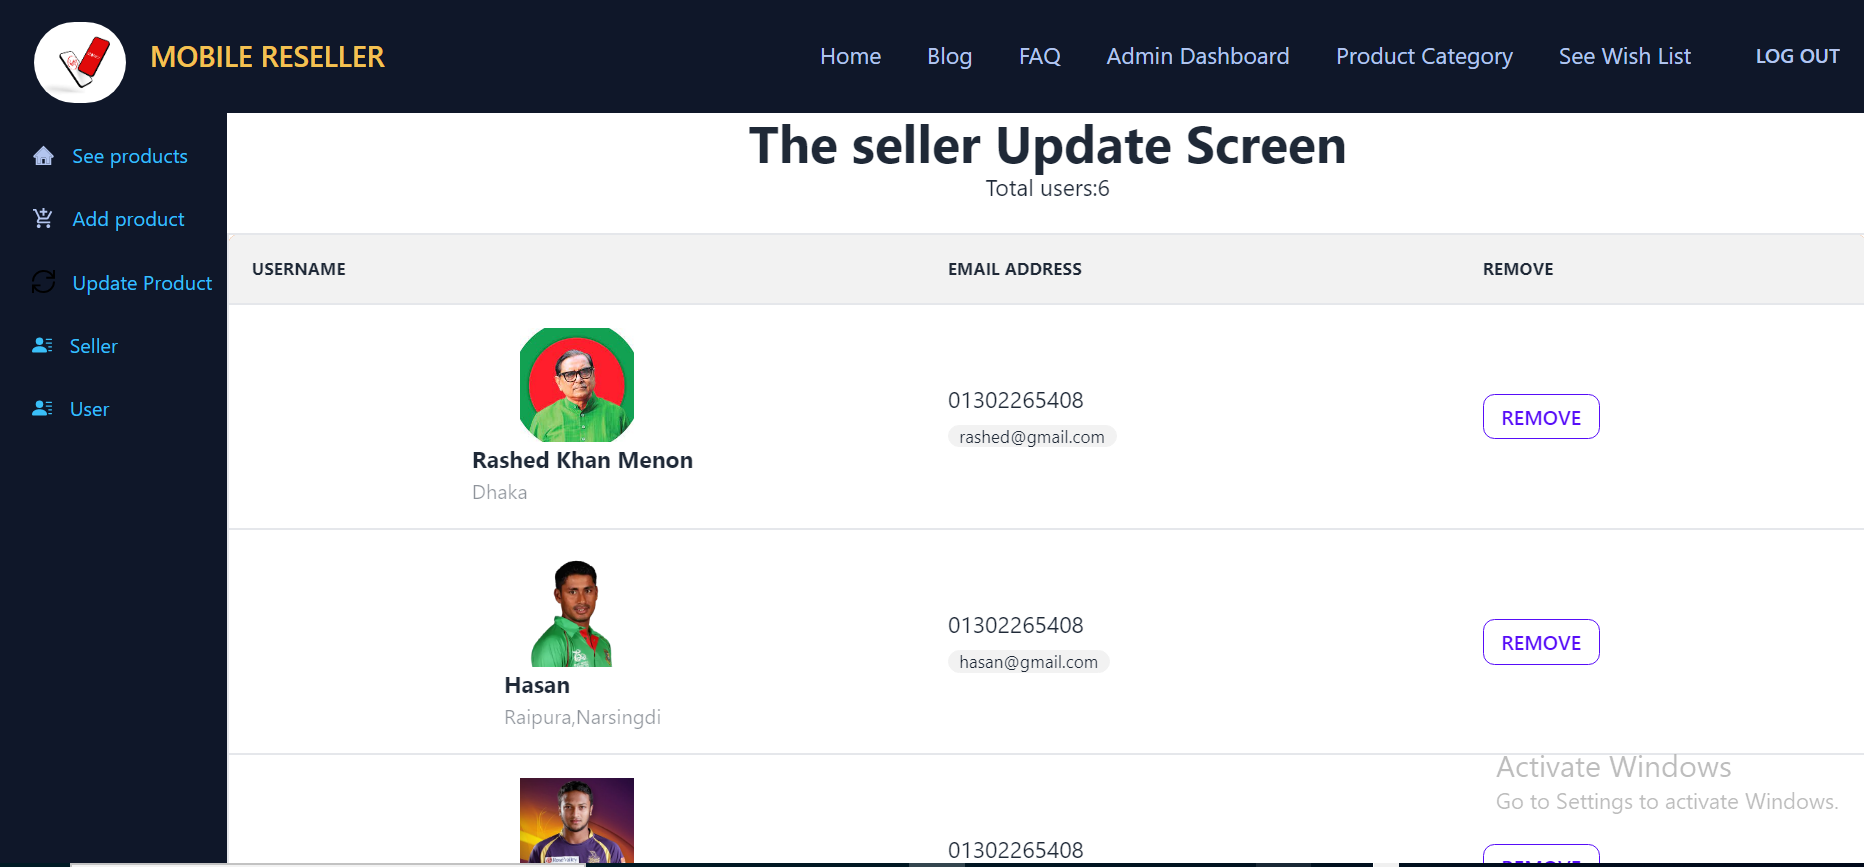 MOBILE RESELLER
Home Blog FAQ Admin Dashboard Product Category See Wish List LOG OUT
See products
Add product
Update Product
Seller
User
The seller Update Screen
Total users:6
USERNAME EMAIL ADDRESS REMOVE
Rashed Khan Menon
Dhaka
01302265408
rashed@gmail.com
REMOVE
Hasan
Raipura,Narsingdi
01302265408
hasan@gmail.com
REMOVE
01302265408
REMOVE
Activate Windows
Go to Settings to activate Windows.